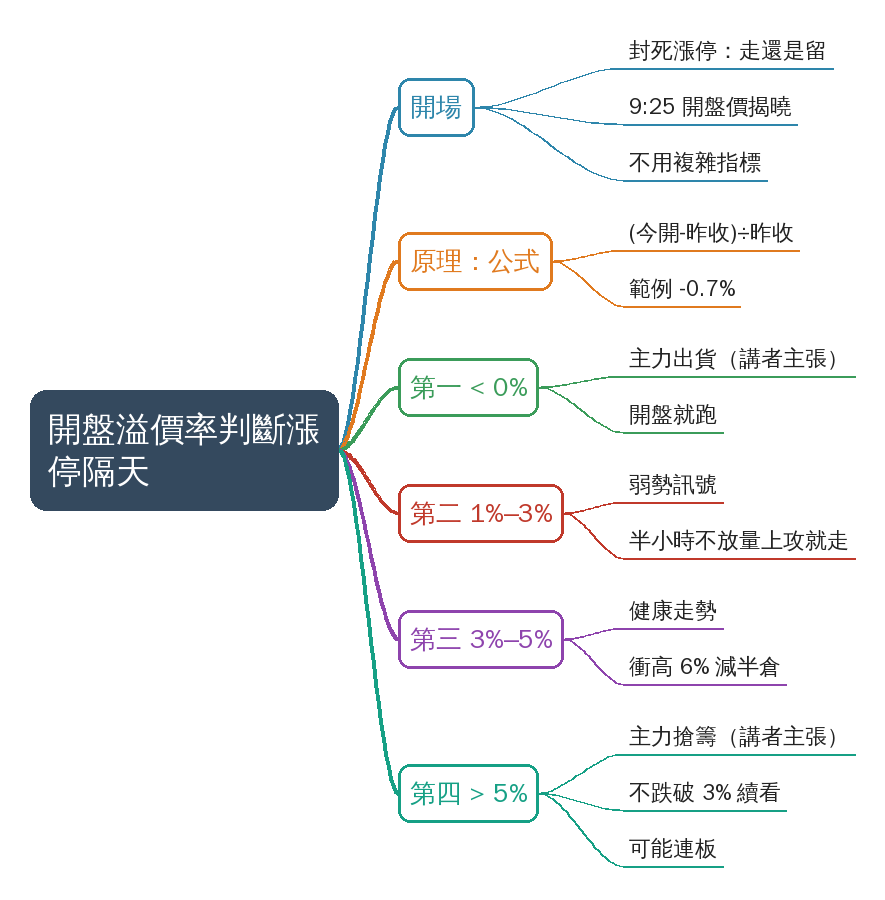 開盤溢價率判斷漲
停隔天
開場
封死漲停：走還是留
9:25 開盤價揭曉
不用複雜指標
原理：公式
(今開-昨收)÷昨收
範例 -0.7%
第一 < 0%
主力出貨（講者主張）
開盤就跑
第二 1%–3%
弱勢訊號
半小時不放量上攻就走
第三 3%–5%
健康走勢
衝高 6% 減半倉
第四 > 5%
主力搶籌（講者主張）
不跌破 3% 續看
可能連板